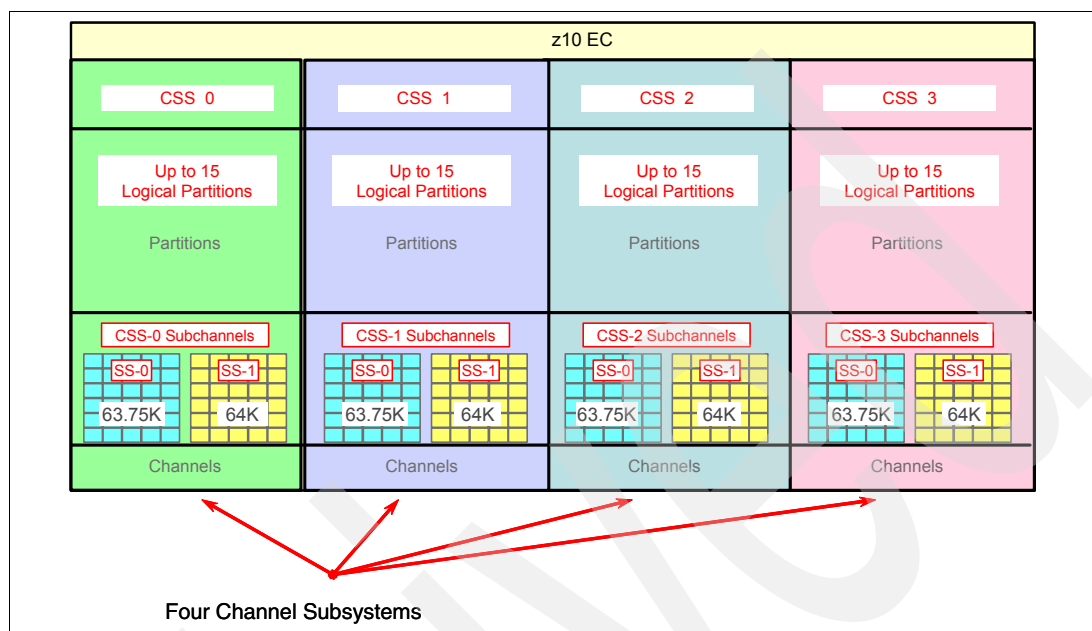 z10 EC
CSS 0
CSS 1
CSS 2
CSS 3
Up to 15
Logical Partitions
Up to 15
Logical Partitions
Up to 15
Logical Partitions
Up to 15
Logical Partitions
Partitions
Partitions
Partitions
Partitions
CSS-0 Subchannels
SS-0
SS-1
63.75K
64K
CSS-1 Subchannels
SS-0
SS-1
63.75K
64K
CSS-2 Subchannels
SS-0
SS-1
63.75K
64K
CSS-3 Subchannels
SS-0
SS-1
63.75K
64K
Channels
Channels
Channels
Channels
Four Channel Subsystems